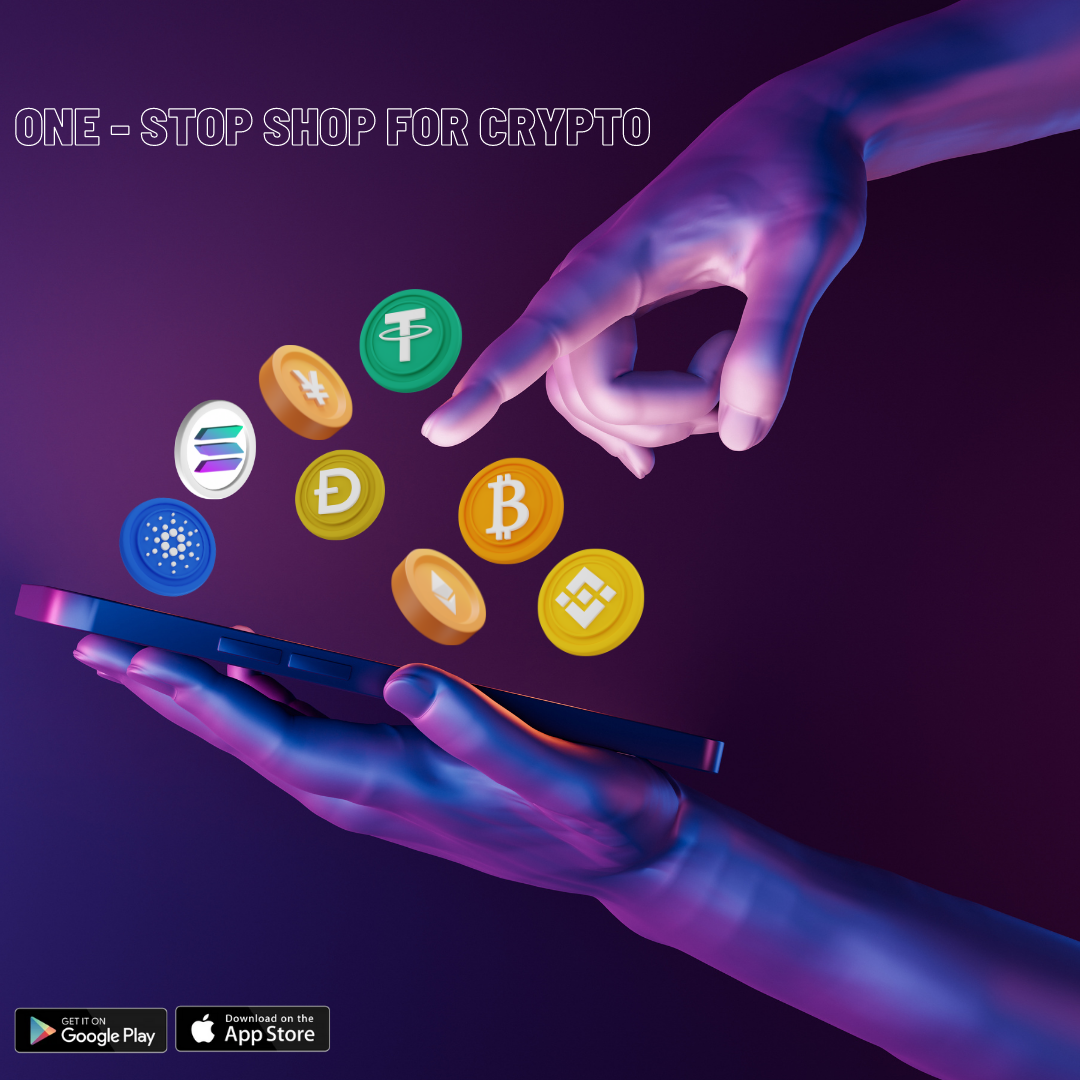 ONE - STOP SHOP FOR CRYPTO
GET IT ON
Google Play
Download on the
App Store